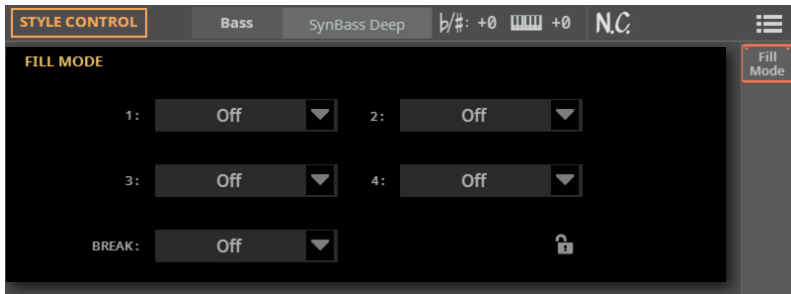 STYLE CONTROL Bass SynBass Deep ♭/♯: +0 +0 N.C.
FILL MODE
Fill
Mode
1: Off 2: Off
3: Off 4: Off
BREAK: Off